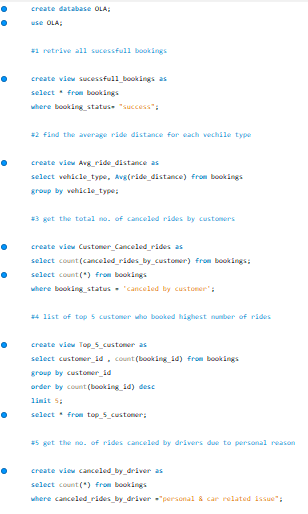 create database OLA;
use OLA;
#1 retrive all sucessfull bookings
create view sucessfull_bookings as
select * from bookings
where booking_status= "success";
#2 find the average ride distance for each vechile type
create view Avg_ride_distance as
select vehicle_type, Avg(ride_distance) from bookings
group by vehicle_type;
#3 get the total no. of canceled rides by customers
create view Customer_Canceled_rides as
select count(canceled_rides_by_customer) from bookings;
select count(*) from bookings
where booking_status = 'canceled by customer';
#4 list of top 5 customer who booked highest number of rides
create view Top_5_customer as
select customer_id , count(booking_id) from bookings
group by customer_id
order by count(booking_id) desc
limit 5;
select * from top_5_customer;
#5 get the no. of rides canceled by drivers due to personal reason
create view canceled_by_driver as
select count(*) from bookings
where canceled_rides_by_driver ="personal & car related issue";